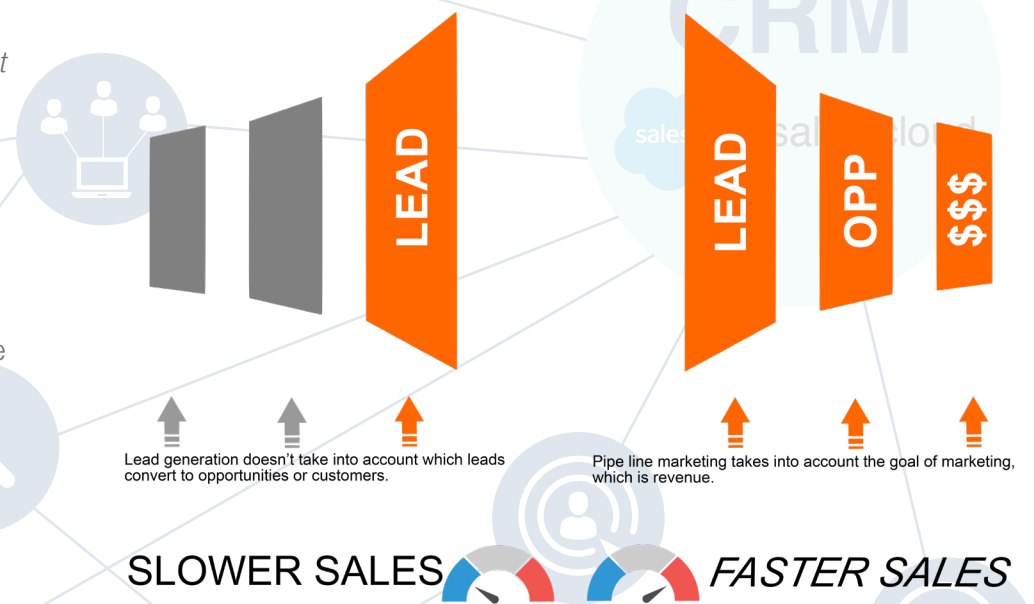 CRM
LEAD
LEAD
OPP
$$$
Lead generation doesn't take into account which leads
convert to opportunities or customers.
Pipe line marketing takes into account the goal of marketing,
which is revenue.
SLOWER SALES
FASTER SALES